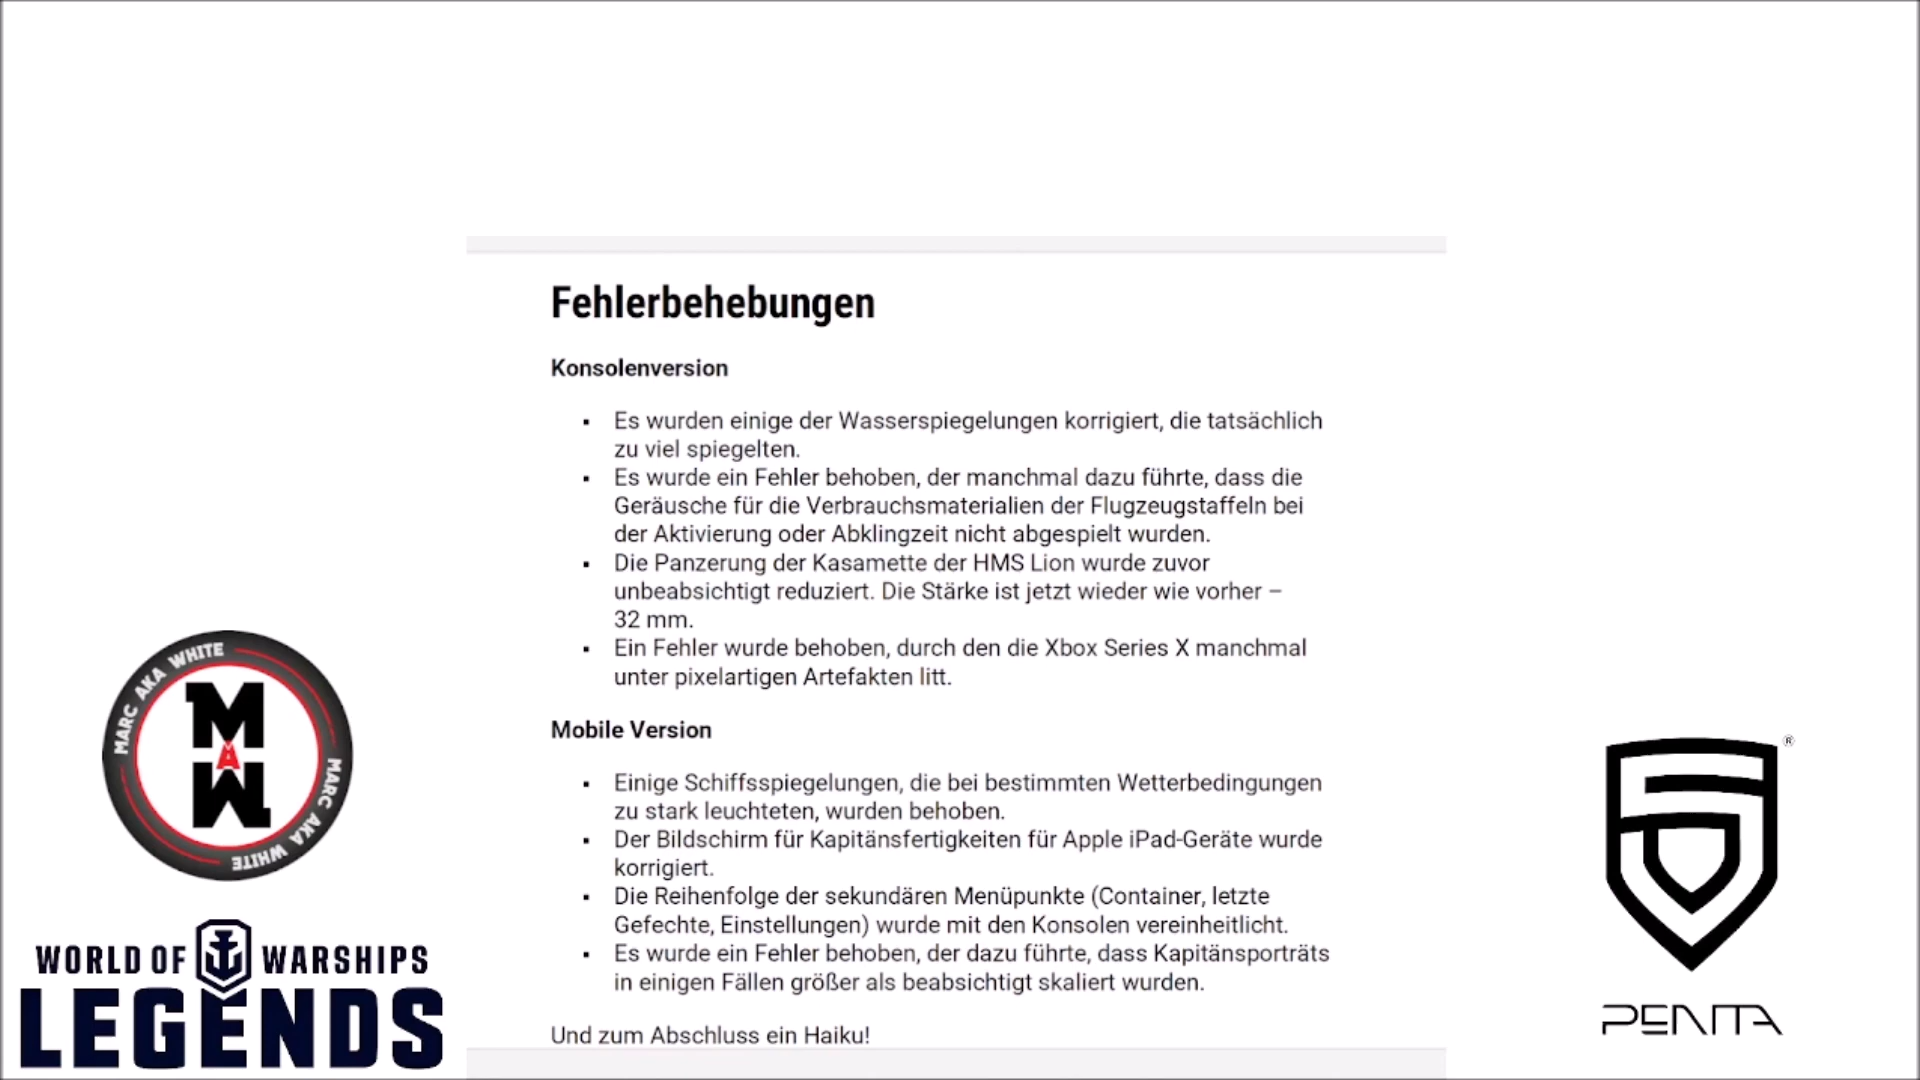 Fehlerbehebungen
Konsolenversion
▪ Es wurden einige der Wasserspiegelungen korrigiert, die tatsächlich
zu viel spiegelten.
▪ Es wurde ein Fehler behoben, der manchmal dazu führte, dass die
Geräusche für die Verbrauchsmaterialien der Flugzeugstaffeln bei
der Aktivierung oder Abklingzeit nicht abgespielt wurden.
▪ Die Panzerung der Kasamette der HMS Lion wurde zuvor
unbeabsichtigt reduziert. Die Stärke ist jetzt wieder wie vorher –
32 mm.
▪ Ein Fehler wurde behoben, durch den die Xbox Series X manchmal
unter pixelartigen Artefakten litt.
Mobile Version
▪ Einige Schiffsspiegelungen, die bei bestimmten Wetterbedingungen
zu stark leuchteten, wurden behoben.
▪ Der Bildschirm für Kapitänsfertigkeiten für Apple iPad-Geräte wurde
korrigiert.
▪ Die Reihenfolge der sekundären Menüpunkte (Container, letzte
Gefechte, Einstellungen) wurde mit den Konsolen vereinheitlicht.
▪ Es wurde ein Fehler behoben, der dazu führte, dass Kapitänsporträts
in einigen Fällen größer als beabsichtigt skaliert wurden.
Und zum Abschluss ein Haiku!
MARC AKA WHITE
MAW
MARC AKA WHITE
WORLD OF WARSHIPS
LEGENDS
®
PENTA